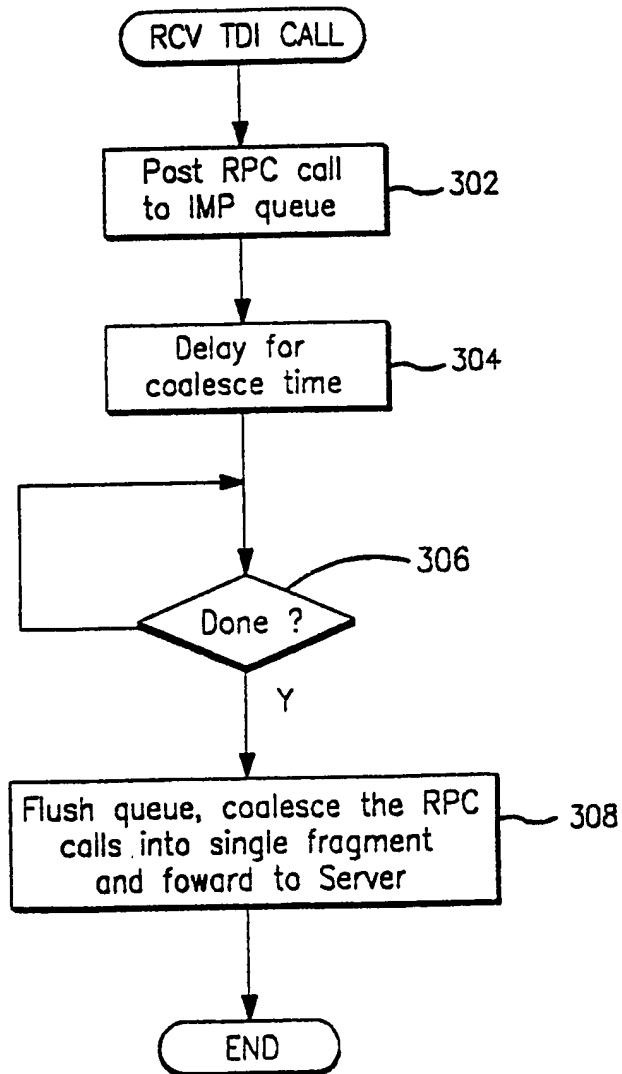 RCV TDI CALL
Post RPC call
to IMP queue
302
Delay for
coalesce time
304
306
Done ?
Y
Flush queue, coalesce the RPC
calls into single fragment
and foward to Server
308
END